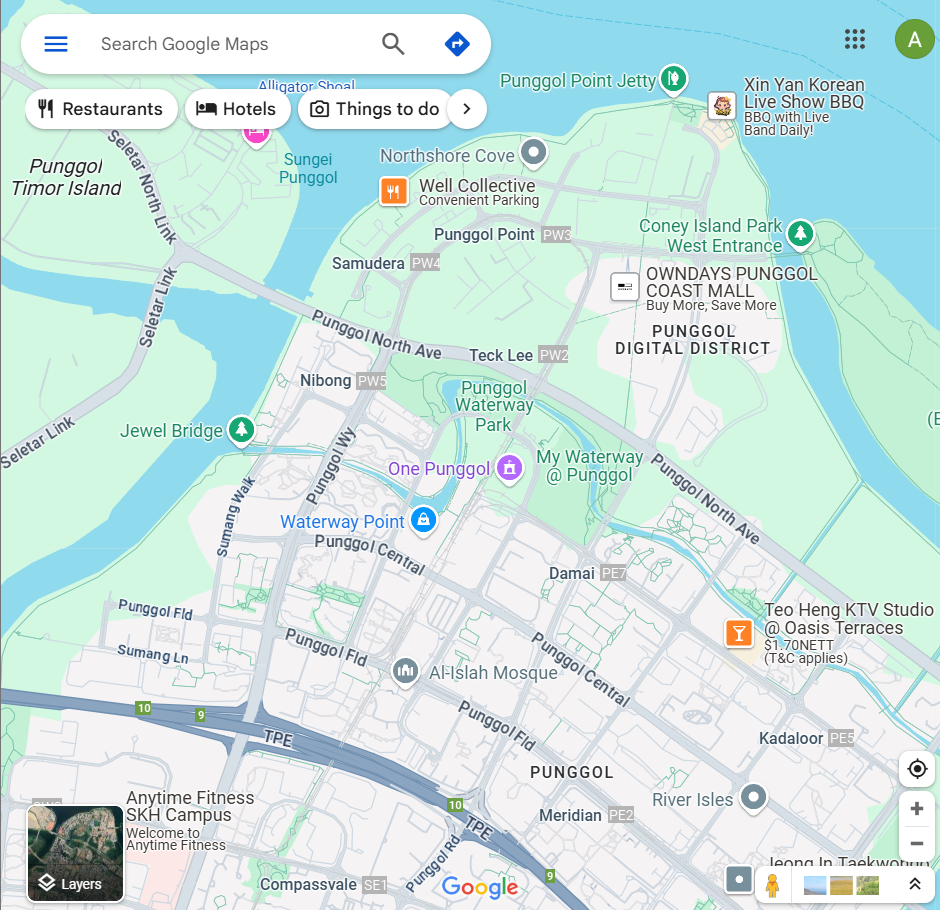 Search Google Maps
A
Alligator Shoal
Restaurants
Hotels
Things to do
Punggol Point Jetty
Xin Yan Korean
Live Show BBQ
BBQ with Live
Band Daily!
Punggol
Timor Island
Seletar North Link
Sungei
Punggol
Northshore Cove
Well Collective
Convenient Parking
Punggol Point PW3
Coney Island Park
West Entrance
Samudera PW4
OWNDAYS PUNGGOL
COAST MALL
Buy More, Save More
Seletar Link
Punggol North Ave
PUNGGOL
DIGITAL DISTRICT
Teck Lee PW2
Nibong PW5
Punggol
Waterway
Park
Seletar Link
Jewel Bridge
(E
Punggol Wy
One Punggol
My Waterway
@ Punggol
Punggol North Ave
Sumang Walk
Waterway Point
Punggol Central
Damai PE7
Punggol Fld
Teo Heng KTV Studio
@ Oasis Terraces
$1.70NETT
(T&C applies)
Sumang Ln
Punggol Fld
Punggol Central
Al-Islah Mosque
10
9
TPE
Punggol Fld
Kadaloor PE5
PUNGGOL
Anytime Fitness
SKH Campus
Welcome to
Anytime Fitness
10
TPE
Meridian PE2
River Isles
Punggol Rd
Jeong In Taekwondo
Layers
Compassvale SE1
Google
9